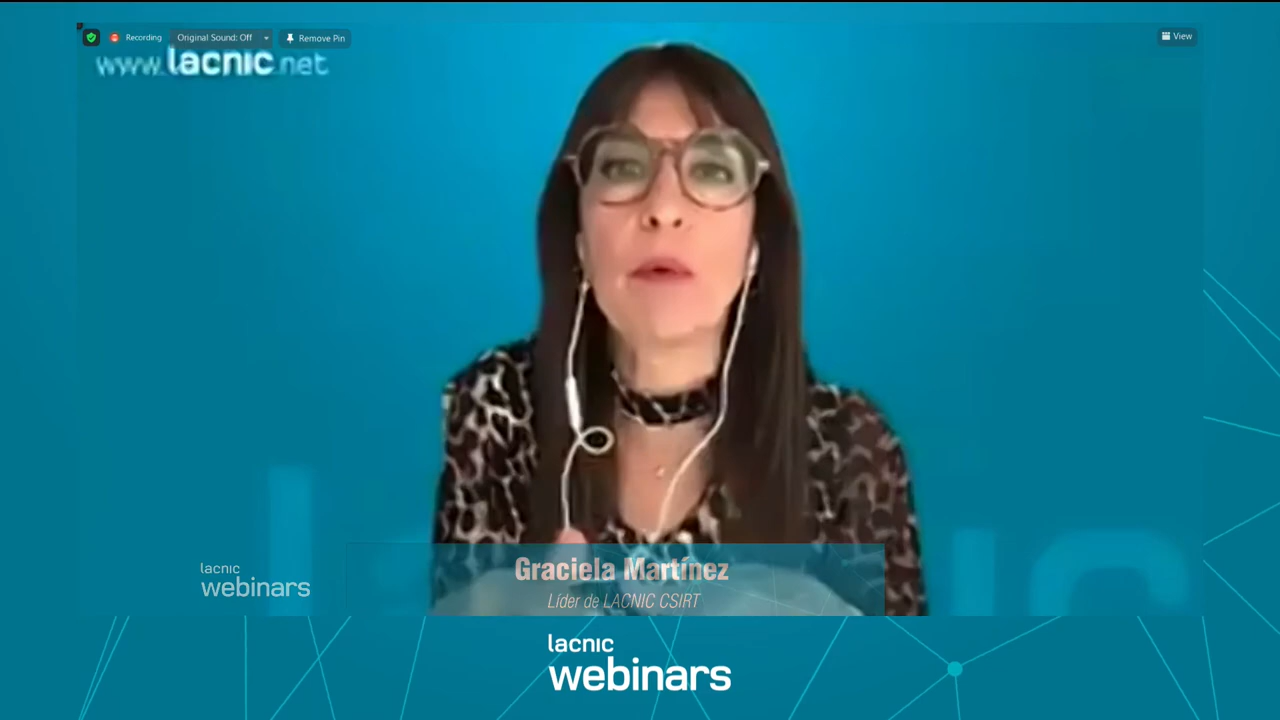 Recording
Original Sound: Off
Remove Pin
View
www.lacnic.net
lacnic
webinars
Graciela Martínez
Líder de LACNIC CSIRT
lacnic
webinars